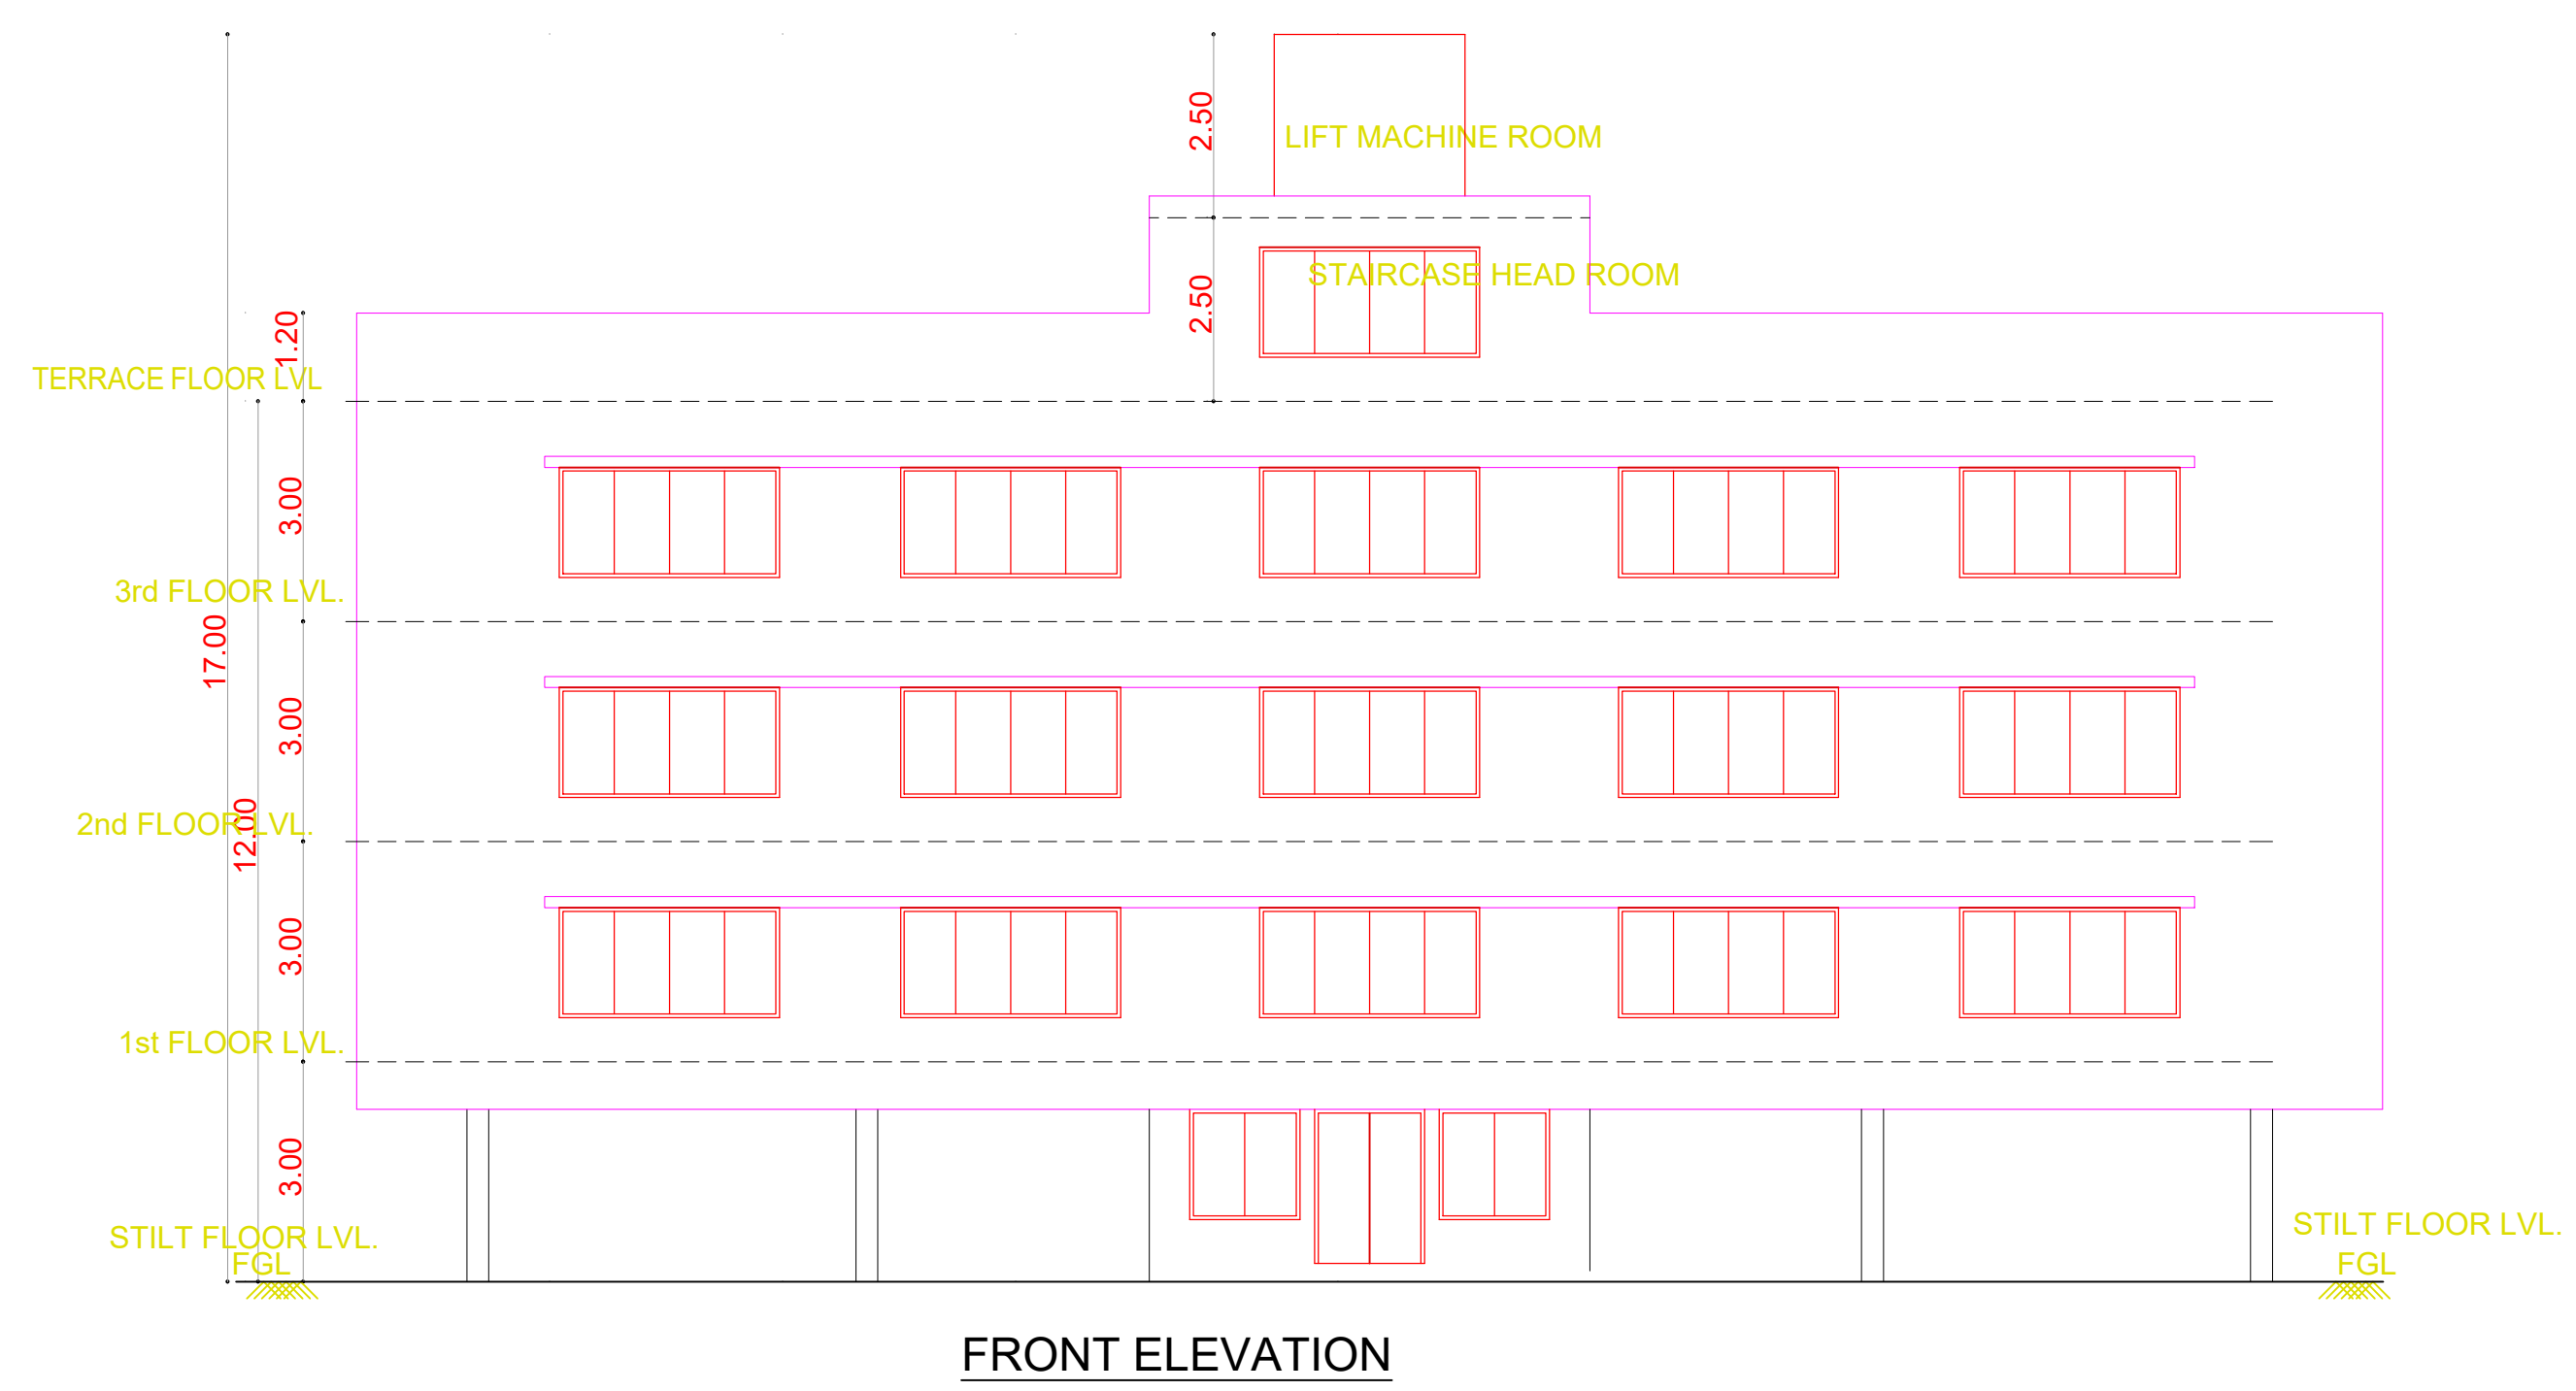 2.50
LIFT MACHINE ROOM
2.50
STAIRCASE HEAD ROOM
1.20
TERRACE FLOOR LVL
3.00
3rd FLOOR LVL.
17.00
3.00
2nd FLOOR LVL.
12.00
3.00
1st FLOOR LVL.
3.00
STILT FLOOR LVL.
FGL
STILT FLOOR LVL.
FGL
FRONT ELEVATION